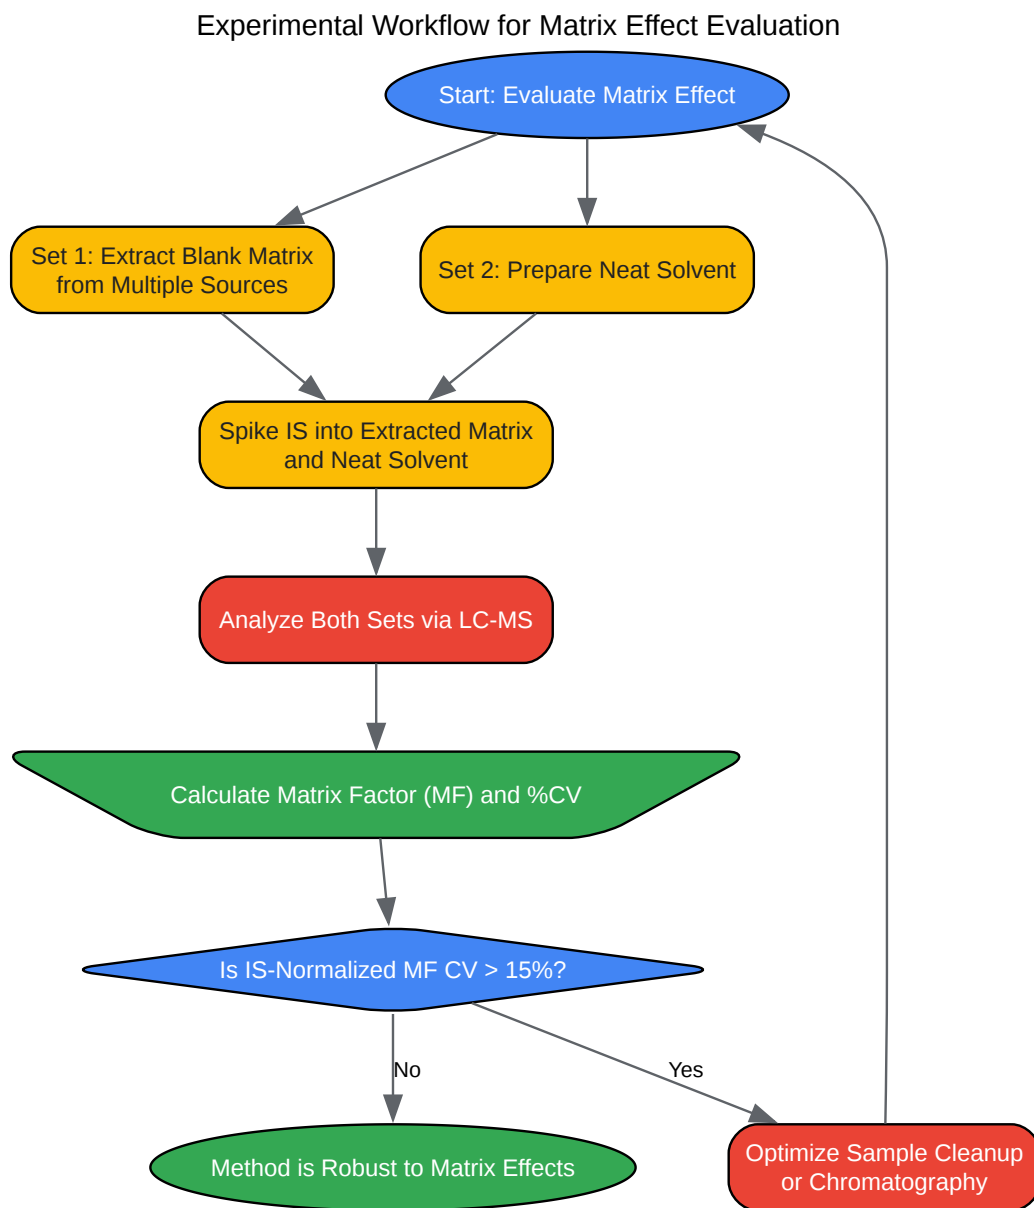 Experimental Workflow for Matrix Effect Evaluation
Start: Evaluate Matrix Effect
Set 1: Extract Blank Matrix
from Multiple Sources
Set 2: Prepare Neat Solvent
Spike IS into Extracted Matrix
and Neat Solvent
Analyze Both Sets via LC-MS
Calculate Matrix Factor (MF) and %CV
Is IS-Normalized MF CV > 15%?
No
Yes
Method is Robust to Matrix Effects
Optimize Sample Cleanup
or Chromatography